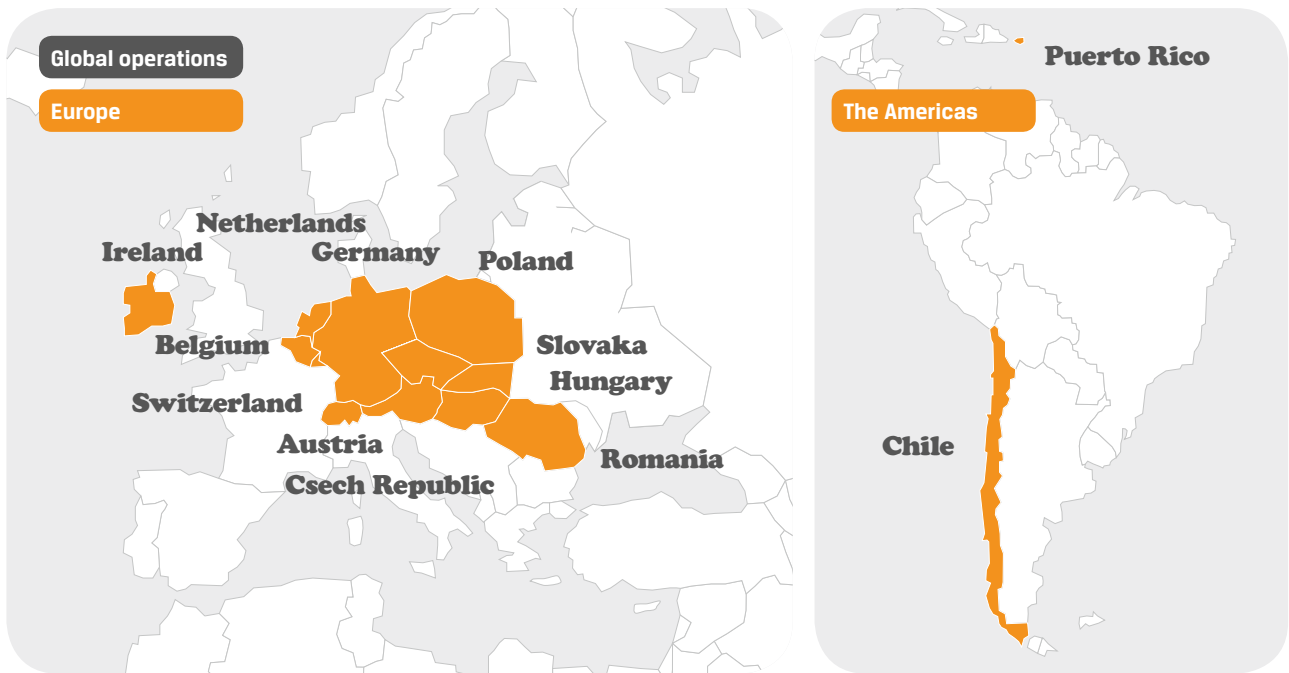 Global operations
Europe
Netherlands
Ireland
Germany
Poland
Belgium
Slovaka
Hungary
Switzerland
Austria
Romania
Csech Republic
Puerto Rico
The Americas
Chile